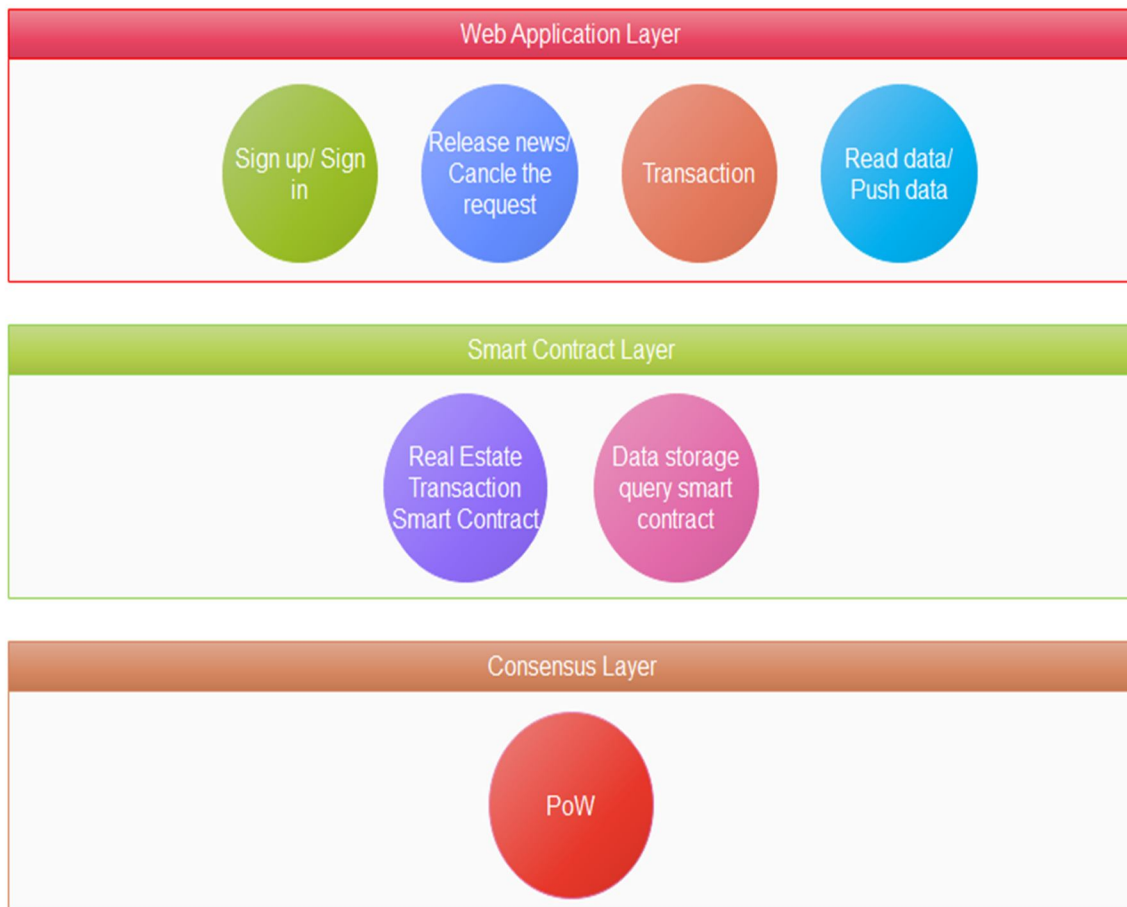 Web Application Layer
Sign up/ Sign
in
Release news/
Cancle the
request
Transaction
Read data/
Push data
Smart Contract Layer
Real Estate
Transaction
Smart Contract
Data storage
query smart
contract
Consensus Layer
PoW